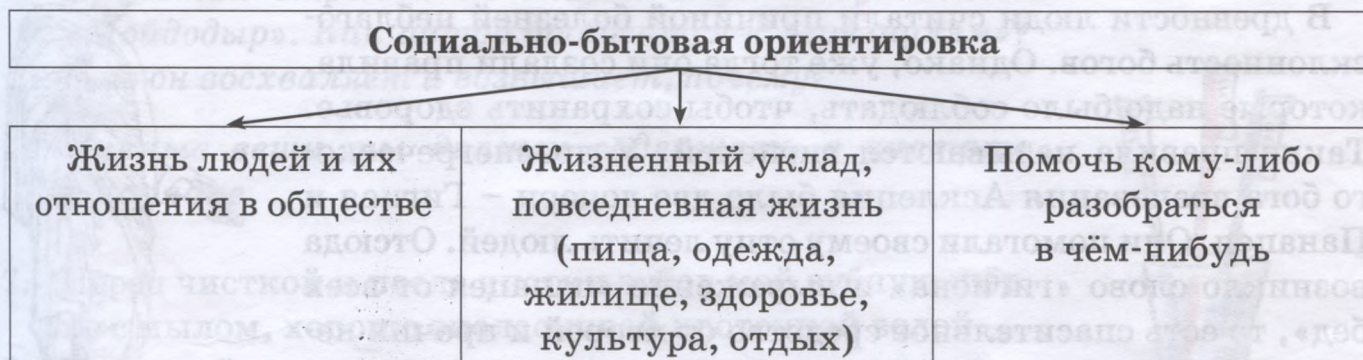 Социально-бытовая ориентировка
Жизнь людей и их
отношения в обществе
Жизненный уклад,
повседневная жизнь
(пища, одежда,
жилище, здоровье,
культура, отдых)
Помочь кому-либо
разобраться
в чём-нибудь